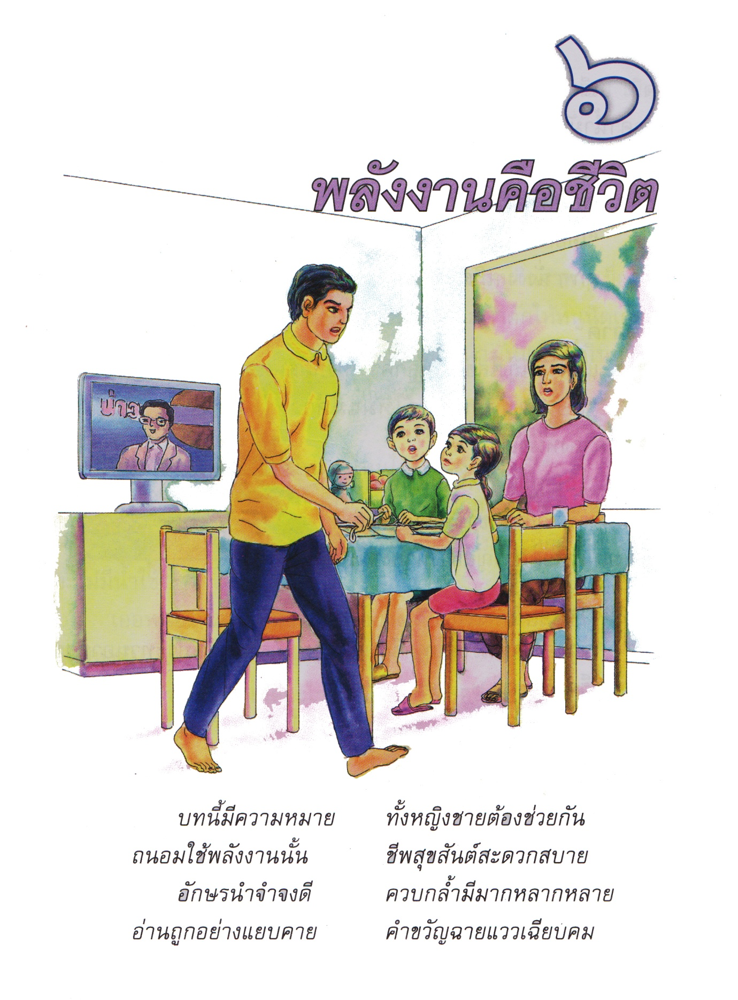 ๖
พลังงานคือชีวิต
ข่าว
บทนี้มีความหมาย ทั้งหญิงชายต้องช่วยกัน
ถนอมใช้พลังงานนั้น ชีพสุขสันต์สะดวกสบาย
อักษรนำจำจงดี ควบกล้ำมีมากหลากหลาย
อ่านถูกอย่างแยบคาย คำขวัญฉายแววเฉียบคม